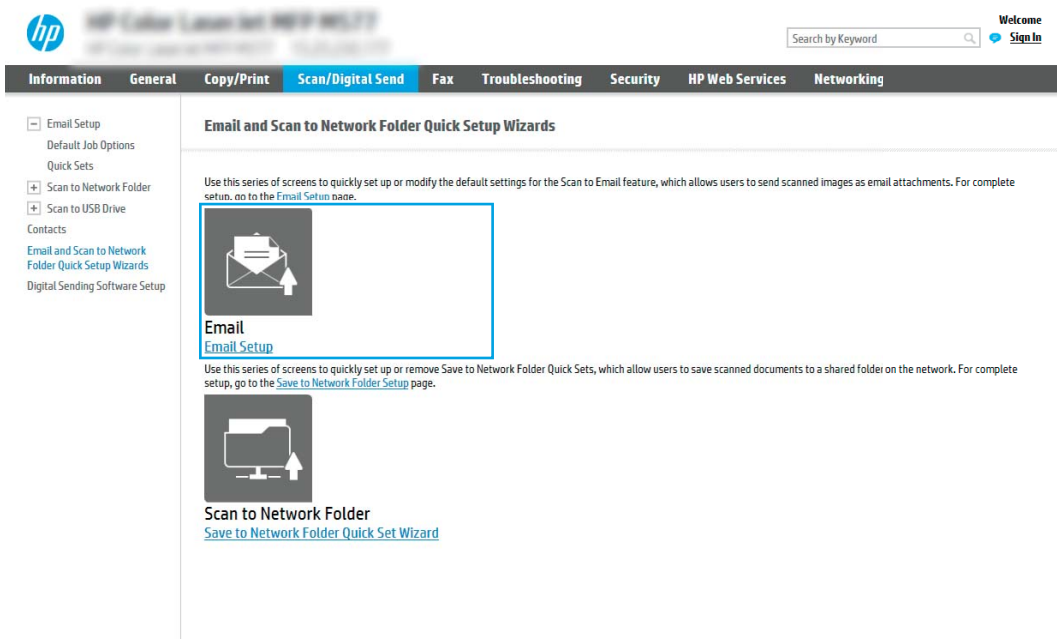 hp
HP Color LaserJet MFP M577
Welcome
Search by Keyword
Sign In
Information General Copy/Print Scan/Digital Send Fax Troubleshooting Security HP Web Services Networking
Email Setup
Default Job Options
Quick Sets
Scan to Network Folder
Scan to USB Drive
Contacts
Email and Scan to Network
Folder Quick Setup Wizards
Digital Sending Software Setup
Email and Scan to Network Folder Quick Setup Wizards
Use this series of screens to quickly set up or modify the default settings for the Scan to Email feature, which allows users to send scanned images as email attachments. For complete
setup, go to the Email Setup page.
Email
Email Setup
Use this series of screens to quickly set up or remove Save to Network Folder Quick Sets, which allow users to save scanned documents to a shared folder on the network. For complete
setup, go to the Save to Network Folder Setup page.
Scan to Network Folder
Save to Network Folder Quick Set Wizard